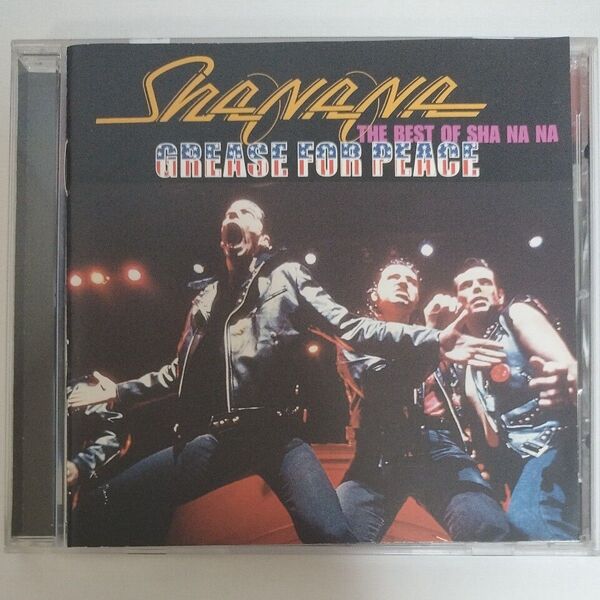 SHA NA NA
THE BEST OF SHA NA NA
GREASE FOR PEACE